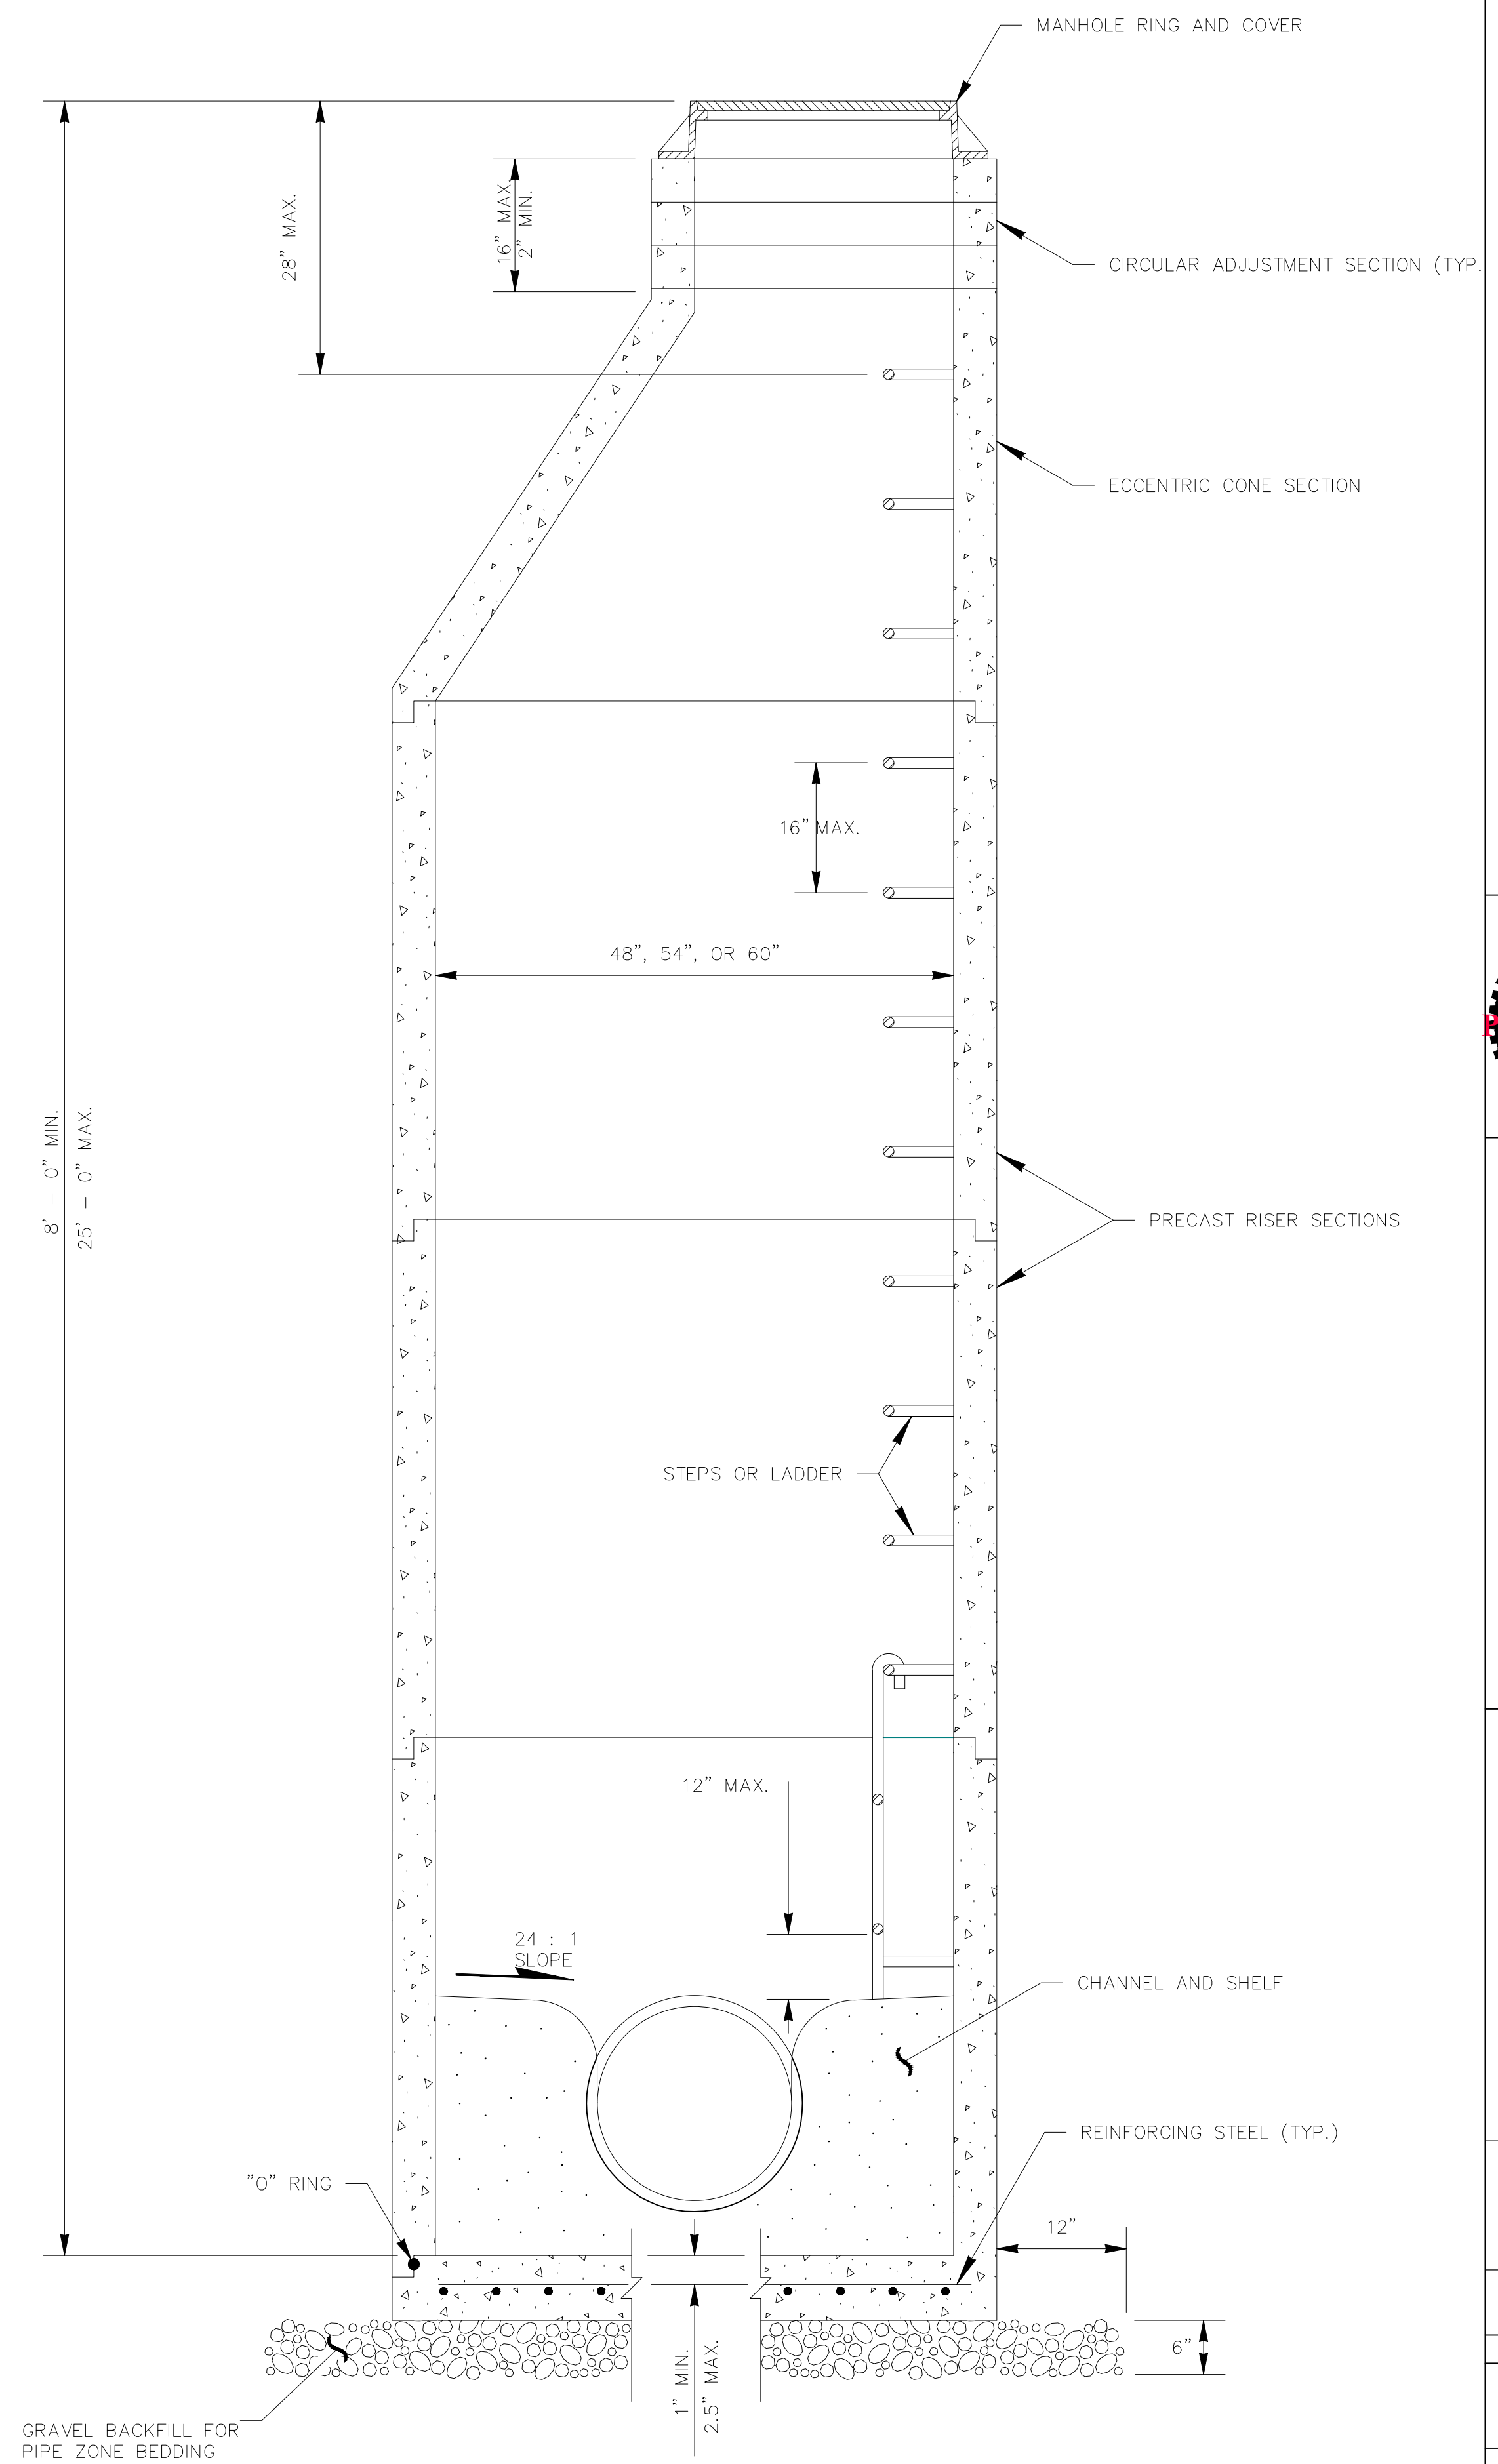 MANHOLE RING AND COVER
28" MAX.
16" MAX.
2" MIN.
CIRCULAR ADJUSTMENT SECTION (TYP.
ECCENTRIC CONE SECTION
16" MAX.
48", 54", OR 60"
8' – 0" MIN.
25' – 0" MAX.
P
PRECAST RISER SECTIONS
STEPS OR LADDER
12" MAX.
24 : 1
SLOPE
CHANNEL AND SHELF
REINFORCING STEEL (TYP.)
"O" RING
12"
6"
1" MIN.
2.5" MAX.
GRAVEL BACKFILL FOR
PIPE ZONE BEDDING